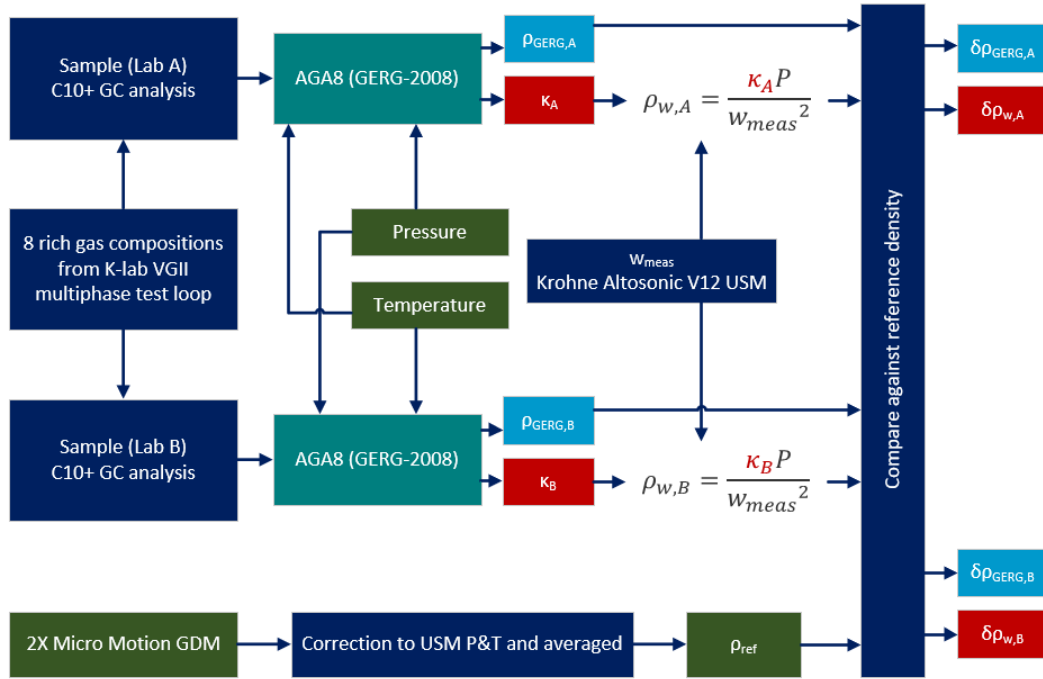 Sample (Lab A)
C10+ GC analysis
AGA8 (GERG-2008)
ρGERG,A
κA
ρw,A = κA P / wmeas²
δρGERG,A
δρw,A
8 rich gas compositions
from K-lab VGII
multiphase test loop
Pressure
Temperature
wmeas
Krohne Altosonic V12 USM
Compare against reference density
Sample (Lab B)
C10+ GC analysis
AGA8 (GERG-2008)
ρGERG,B
κB
ρw,B = κB P / wmeas²
δρGERG,B
δρw,B
2X Micro Motion GDM
Correction to USM P&T and averaged
ρref